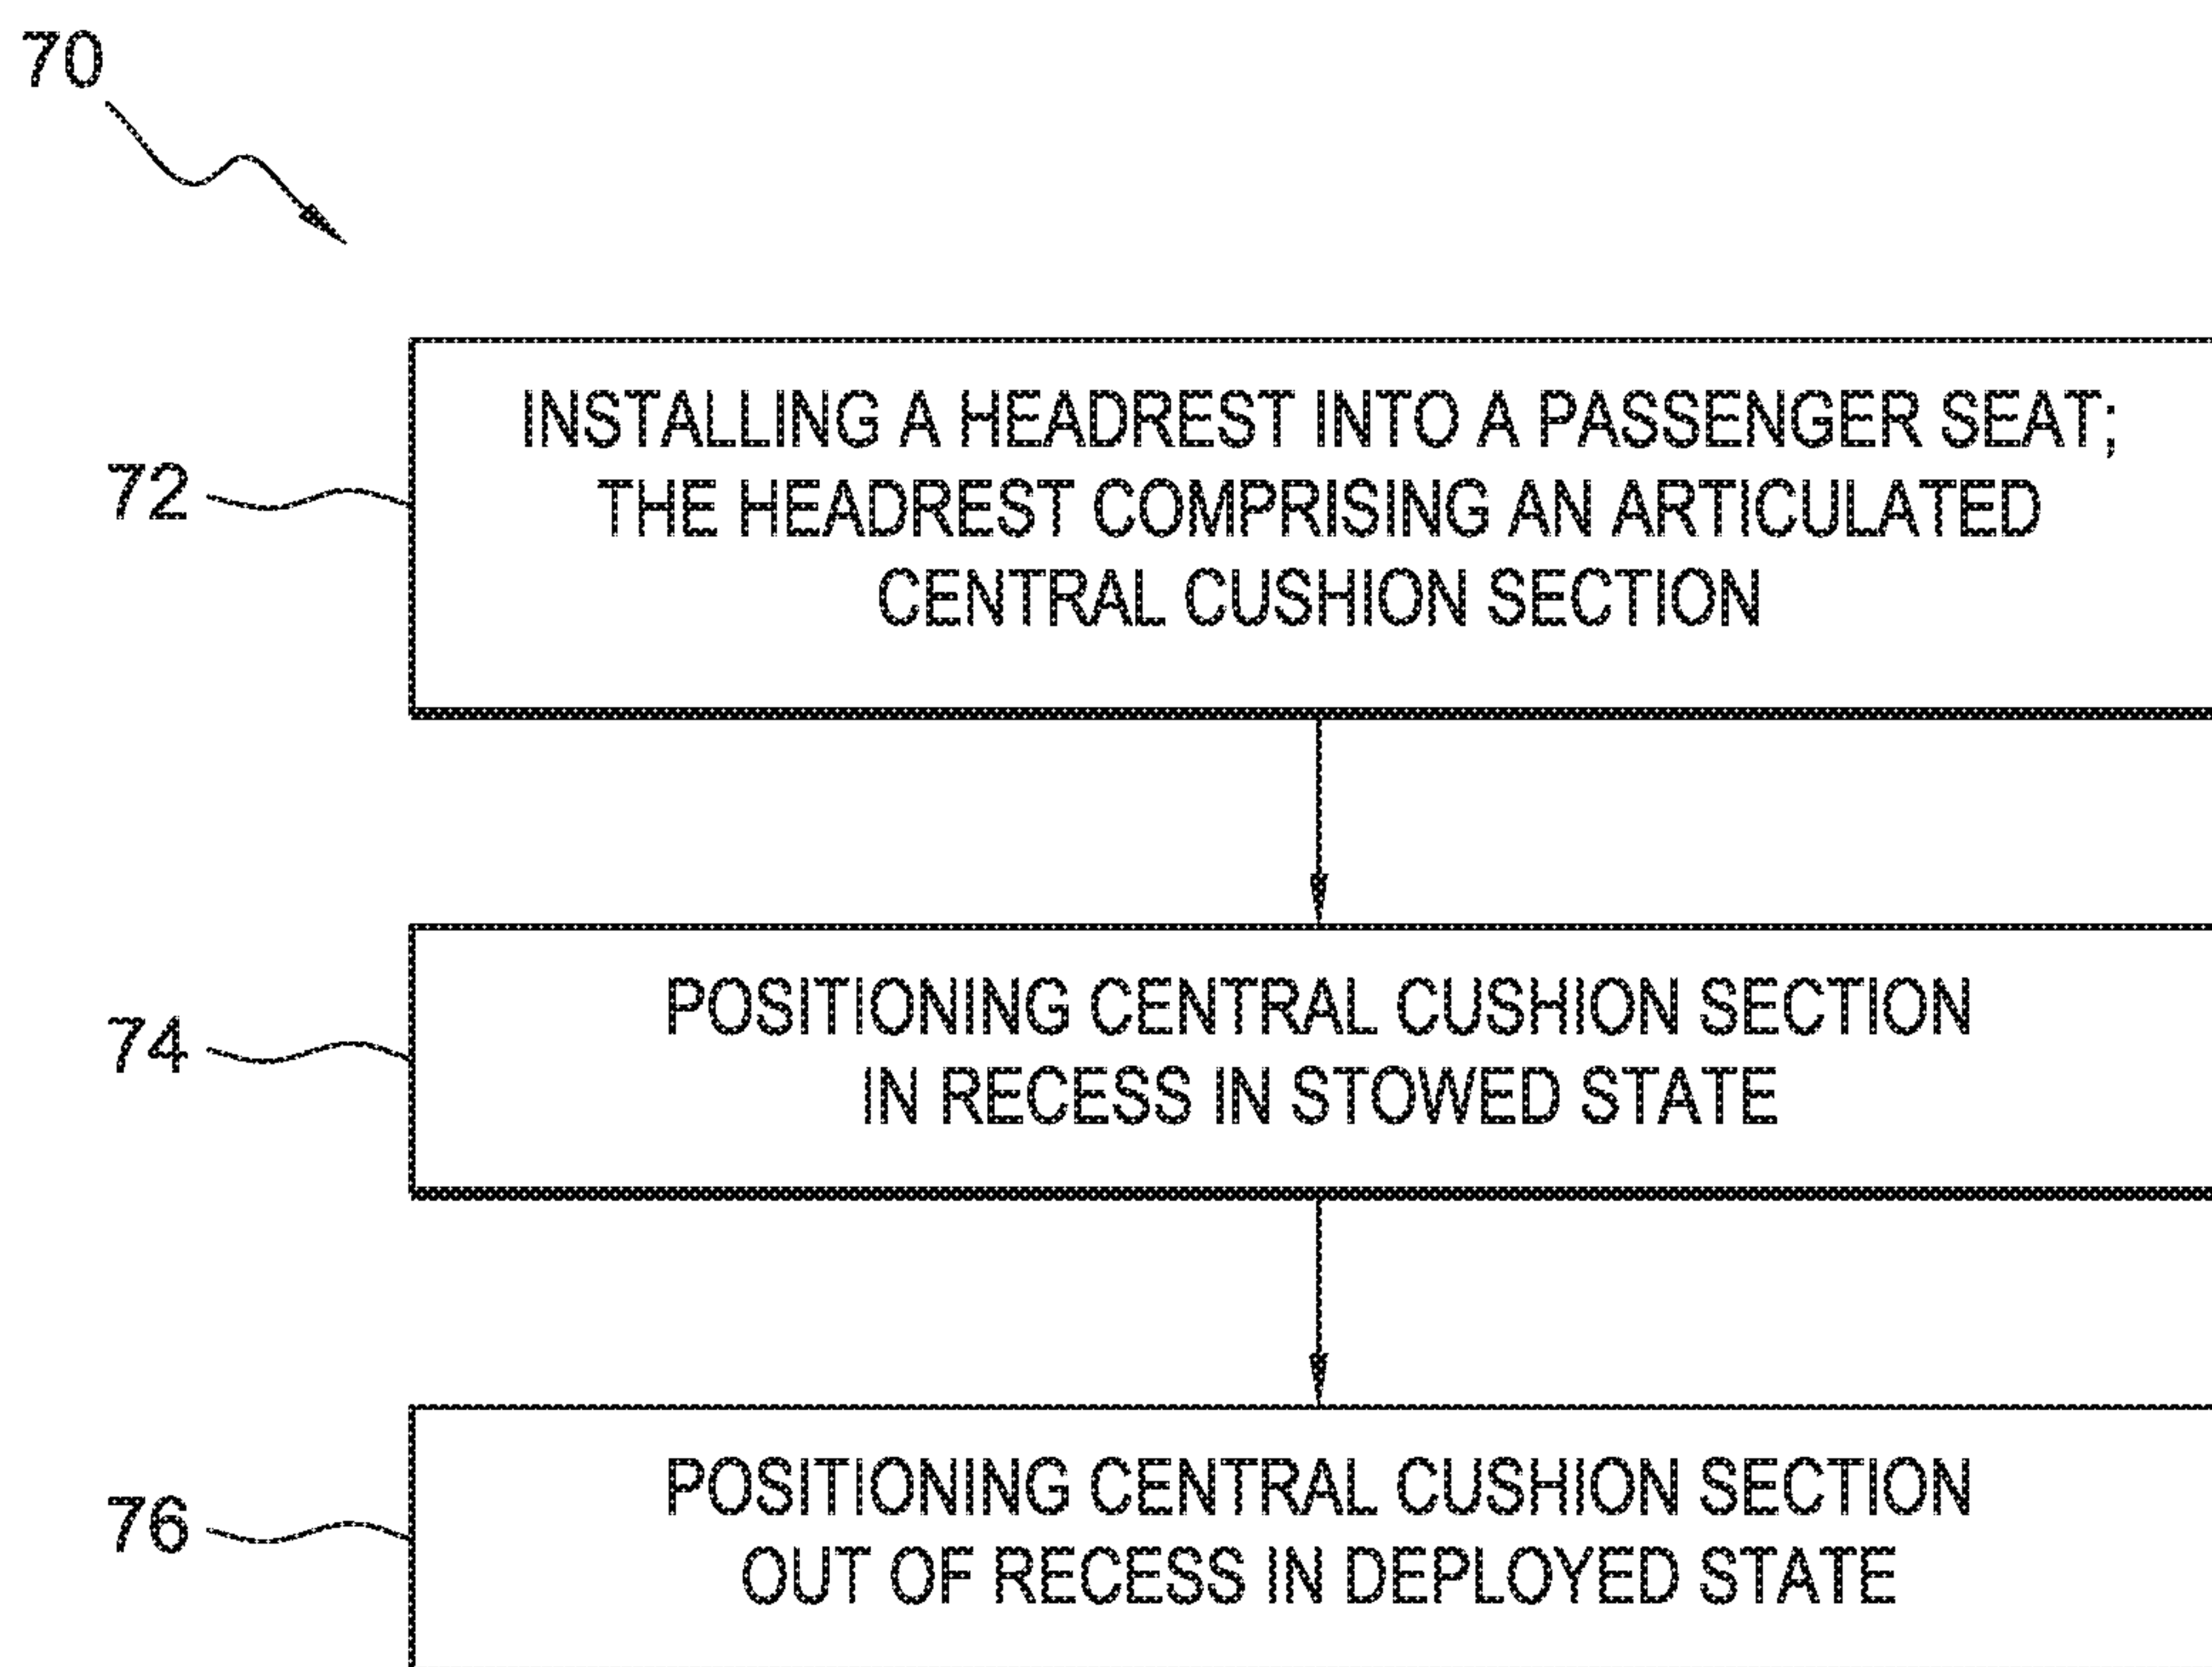 70
72
INSTALLING A HEADREST INTO A PASSENGER SEAT;
THE HEADREST COMPRISING AN ARTICULATED
CENTRAL CUSHION SECTION
74
POSITIONING CENTRAL CUSHION SECTION
IN RECESS IN STOWED STATE
76
POSITIONING CENTRAL CUSHION SECTION
OUT OF RECESS IN DEPLOYED STATE